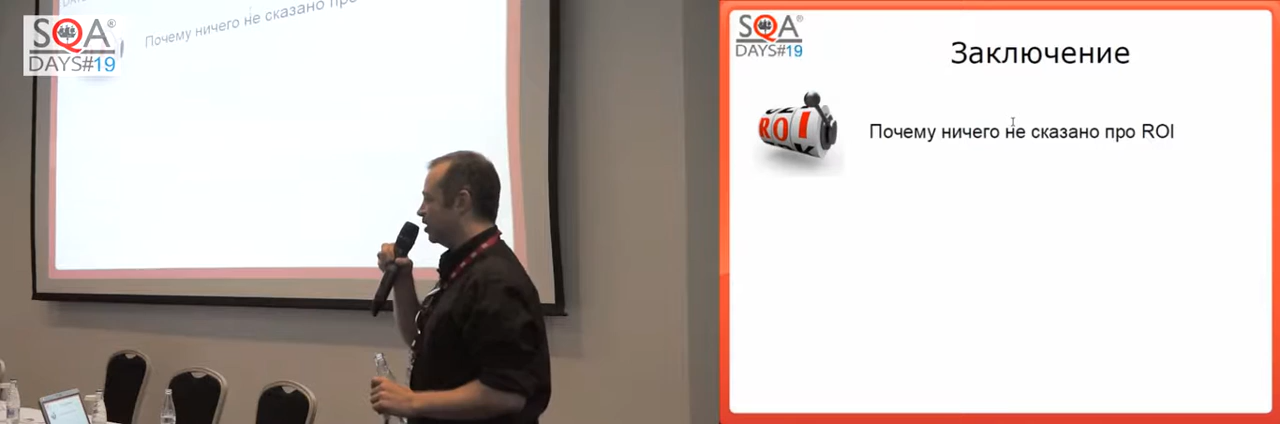 SQA®
DAYS#19
Почему ничего не сказано про
SQA®
DAYS#19
Заключение
ROI
Почему ничего не сказано про ROI